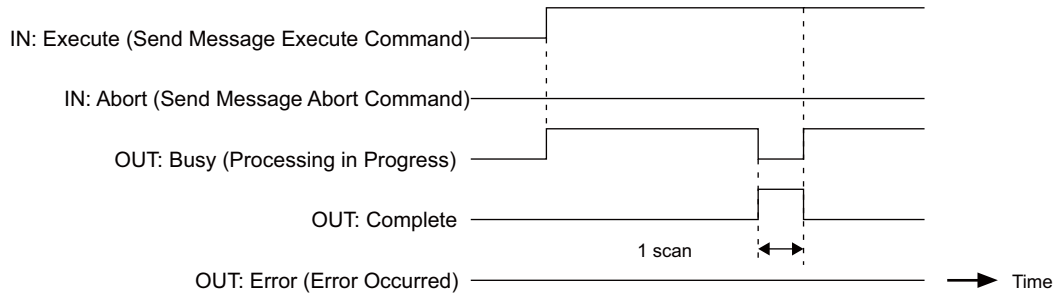 IN: Execute (Send Message Execute Command)
IN: Abort (Send Message Abort Command)
OUT: Busy (Processing in Progress)
OUT: Complete
1 scan
OUT: Error (Error Occurred)
Time